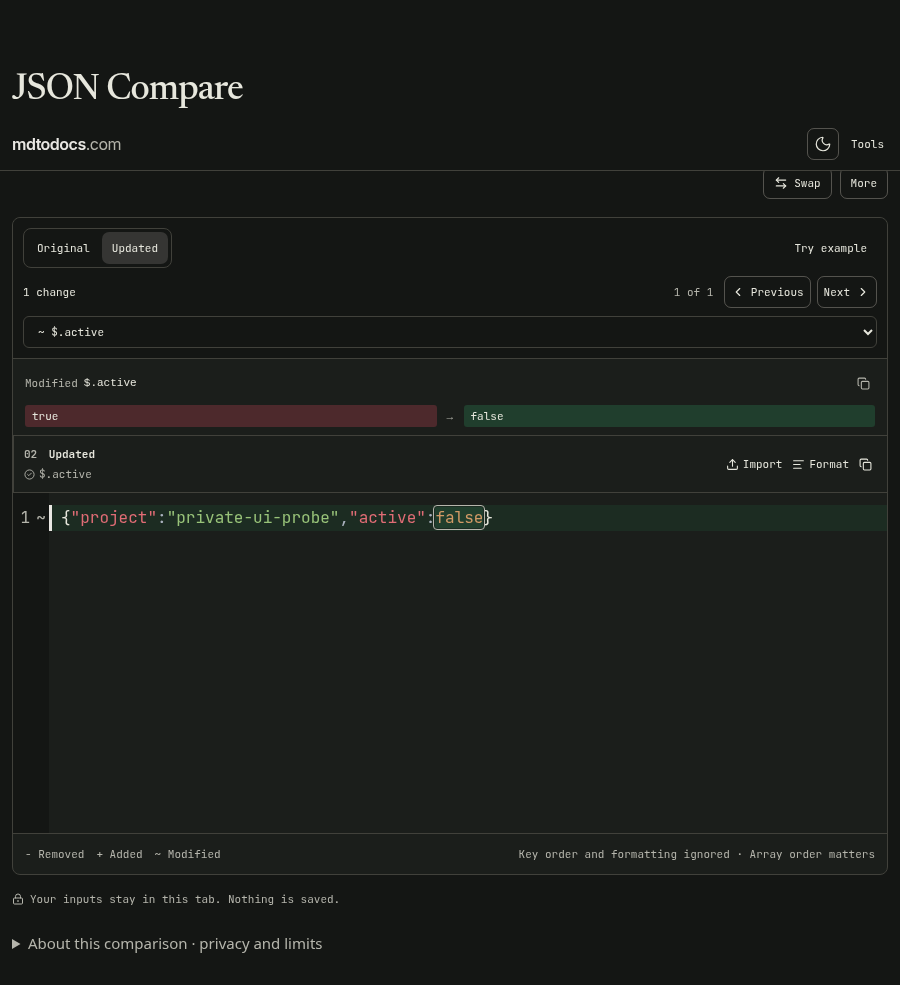 JSON Compare
mdtodocs.com
Tools
Swap More
Original Updated Try example
1 change 1 of 1 Previous Next
~ $.active
Modified $.active
true → false
02 Updated
$.active
Import Format
1 ~ {"project":"private-ui-probe","active":false}
- Removed + Added ~ Modified Key order and formatting ignored · Array order matters
Your inputs stay in this tab. Nothing is saved.
About this comparison · privacy and limits